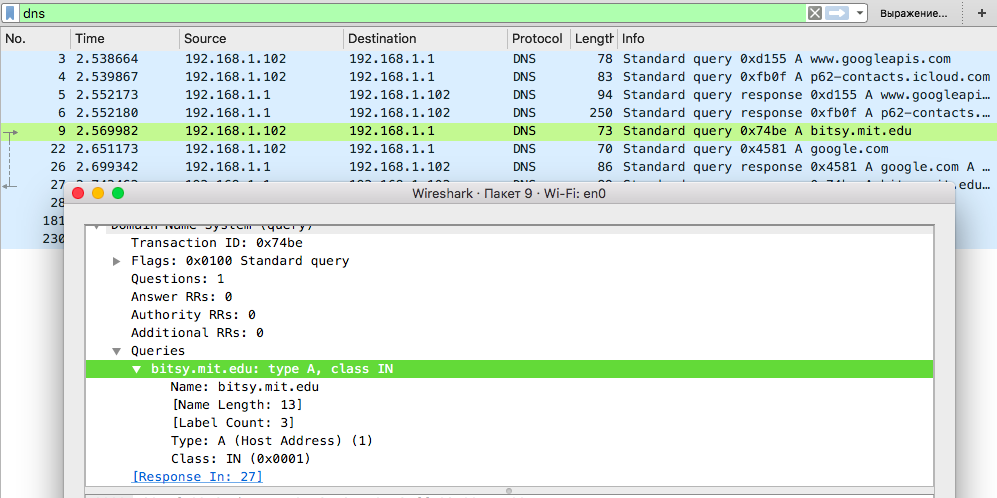 dns Выражение... +
No. Time Source Destination Protocol Length Info
3 2.538664 192.168.1.102 192.168.1.1 DNS 78 Standard query 0xd155 A www.googleapis.com
4 2.539867 192.168.1.102 192.168.1.1 DNS 83 Standard query 0xfb0f A p62-contacts.icloud.com
5 2.552173 192.168.1.1 192.168.1.102 DNS 94 Standard query response 0xd155 A www.googleapi…
6 2.552180 192.168.1.1 192.168.1.102 DNS 250 Standard query response 0xfb0f A p62-contacts.…
9 2.569982 192.168.1.102 192.168.1.1 DNS 73 Standard query 0x74be A bitsy.mit.edu
22 2.651173 192.168.1.102 192.168.1.1 DNS 70 Standard query 0x4581 A google.com
26 2.699342 192.168.1.1 192.168.1.102 DNS 86 Standard query response 0x4581 A google.com A …
27
28
181
230
Wireshark · Пакет 9 · Wi-Fi: en0
Domain Name System (query)
Transaction ID: 0x74be
Flags: 0x0100 Standard query
Questions: 1
Answer RRs: 0
Authority RRs: 0
Additional RRs: 0
Queries
bitsy.mit.edu: type A, class IN
Name: bitsy.mit.edu
[Name Length: 13]
[Label Count: 3]
Type: A (Host Address) (1)
Class: IN (0x0001)
[Response In: 27]